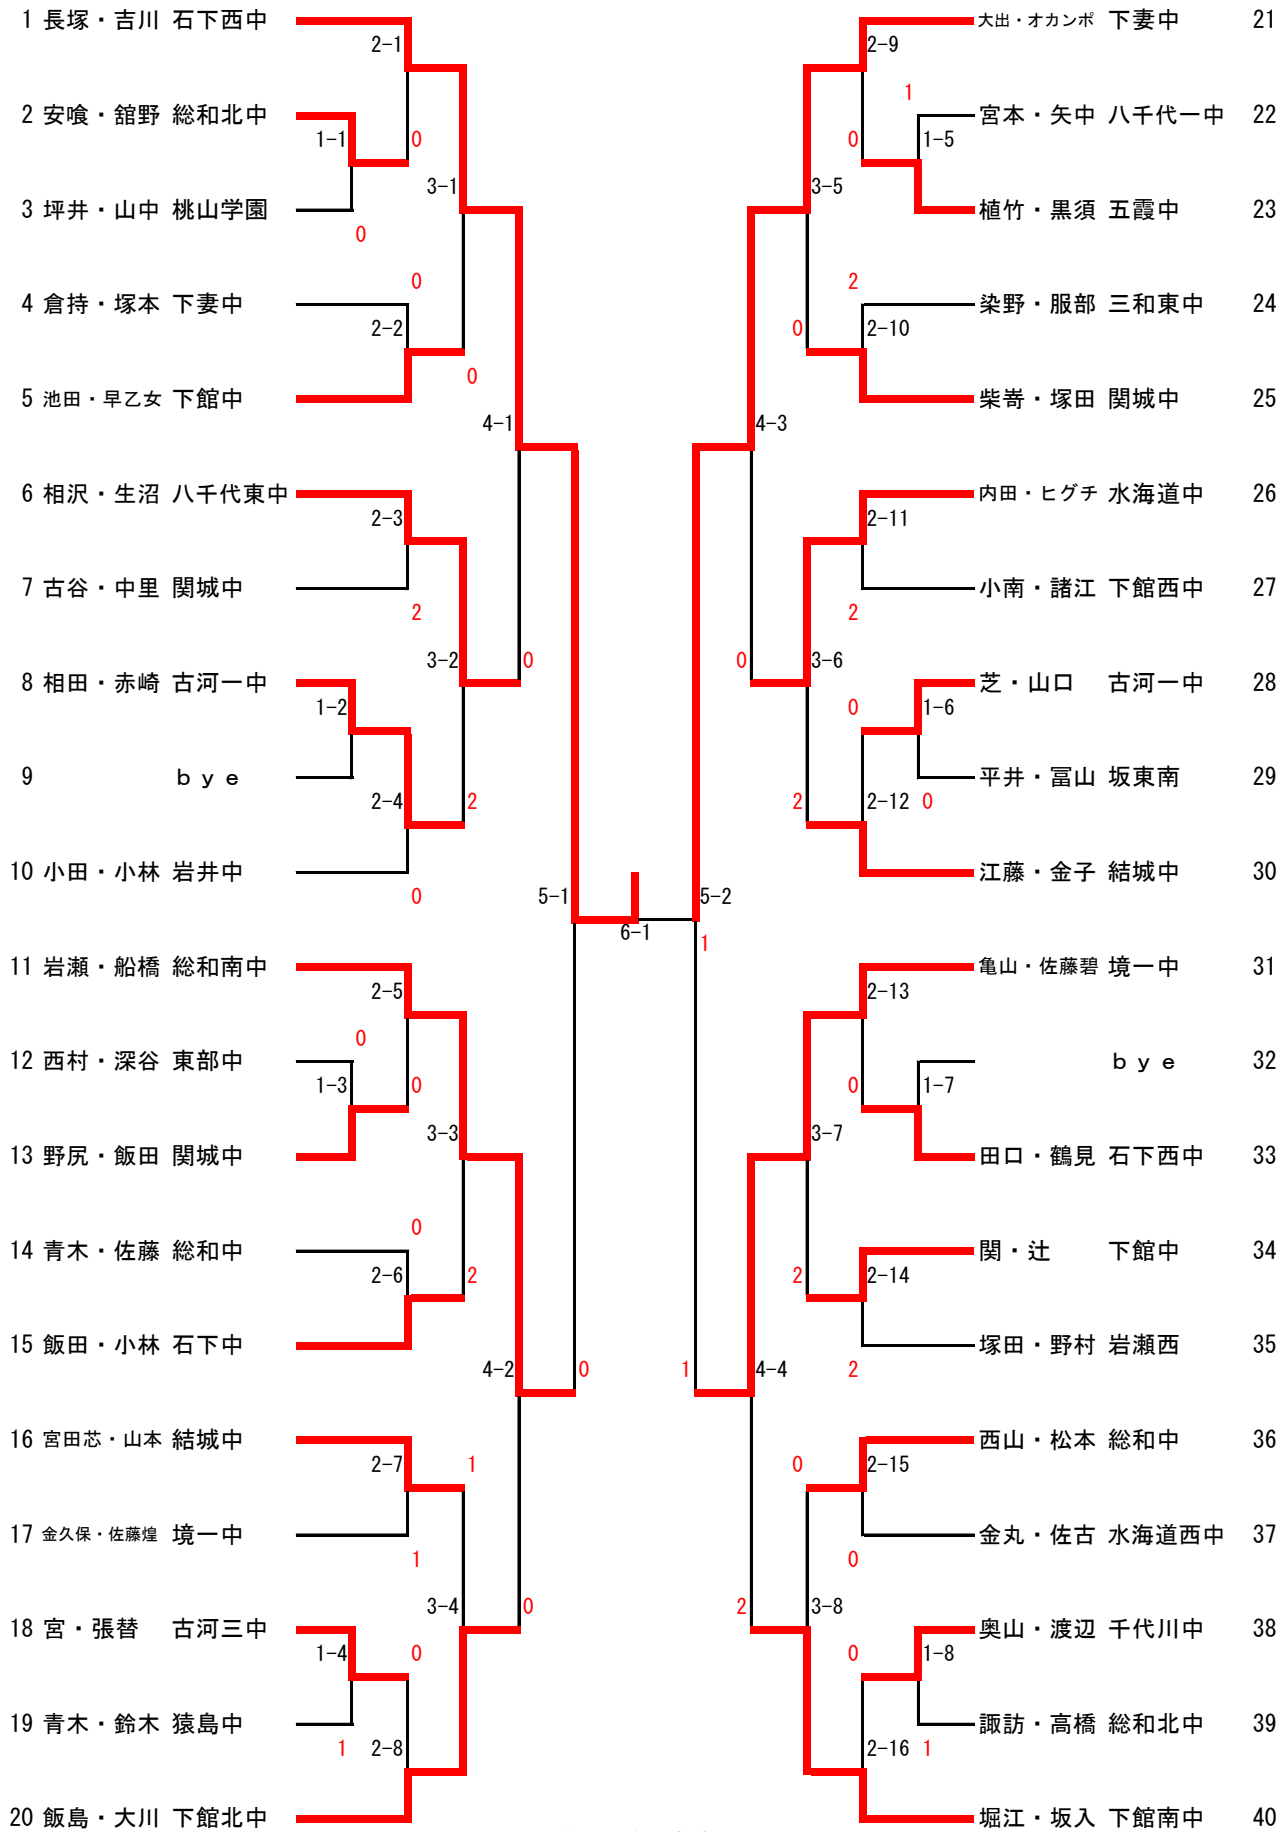 1 長塚・吉川 石下西中
2-1
2 安喰・舘野 総和北中
1-1
0
3 坪井・山中 桃山学園
0
3-1
0
4 倉持・塚本 下妻中
2-2
5 池田・早乙女 下館中
0
4-1
6 相沢・生沼 八千代東中
2-3
7 古谷・中里 関城中
2
3-2
0
8 相田・赤崎 古河一中
1-2
9 bye
2-4
2
10 小田・小林 岩井中
0
5-1
11 岩瀬・船橋 総和南中
2-5
0
12 西村・深谷 東部中
1-3
0
3-3
13 野尻・飯田 関城中
0
14 青木・佐藤 総和中
2-6
2
15 飯田・小林 石下中
4-2
0
16 宮田芯・山本 結城中
2-7
1
17 金久保・佐藤煌 境一中
1
3-4
0
18 宮・張替 古河三中
1-4
0
19 青木・鈴木 猿島中
1
2-8
20 飯島・大川 下館北中
6-1
大出・オカンポ 下妻中 21
2-9
1
宮本・矢中 八千代一中 22
0
1-5
3-5
植竹・黒須 五霞中 23
2
染野・服部 三和東中 24
0
2-10
柴嵜・塚田 関城中 25
4-3
内田・ヒグチ 水海道中 26
2-11
小南・諸江 下館西中 27
2
0
3-6
芝・山口 古河一中 28
0
1-6
平井・冨山 坂東南 29
2
2-12
0
江藤・金子 結城中 30
5-2
1
亀山・佐藤碧 境一中 31
2-13
bye 32
0
1-7
3-7
田口・鶴見 石下西中 33
関・辻 下館中 34
2
2-14
塚田・野村 岩瀬西 35
1
4-4
2
西山・松本 総和中 36
0
2-15
金丸・佐古 水海道西中 37
0
2
3-8
奥山・渡辺 千代川中 38
0
1-8
諏訪・高橋 総和北中 39
2-16
1
堀江・坂入 下館南中 40